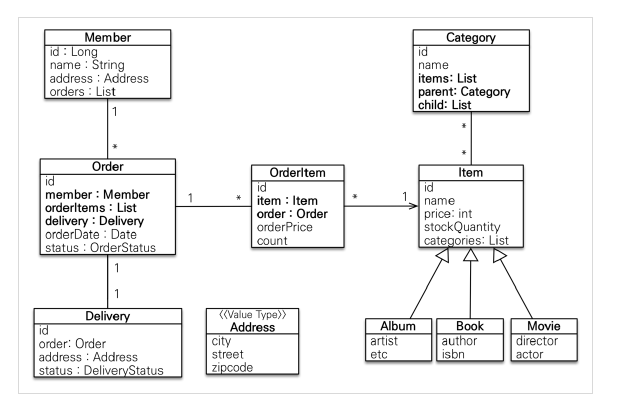 Member
id : Long
name : String
address : Address
orders : List
1
*
Category
id
name
items: List
parent: Category
child: List
*
*
Order
id
member : Member
orderItems : List
delivery : Delivery
orderDate : Date
status : OrderStatus
1
*
OrderItem
id
item : Item
order : Order
orderPrice
count
*
1
Item
id
name
price: int
stockQuantity
categories: List
1
1
Delivery
id
order: Order
address : Address
status : DeliveryStatus
⟨⟨Value Type⟩⟩
Address
city
street
zipcode
Album
artist
etc
Book
author
isbn
Movie
director
actor